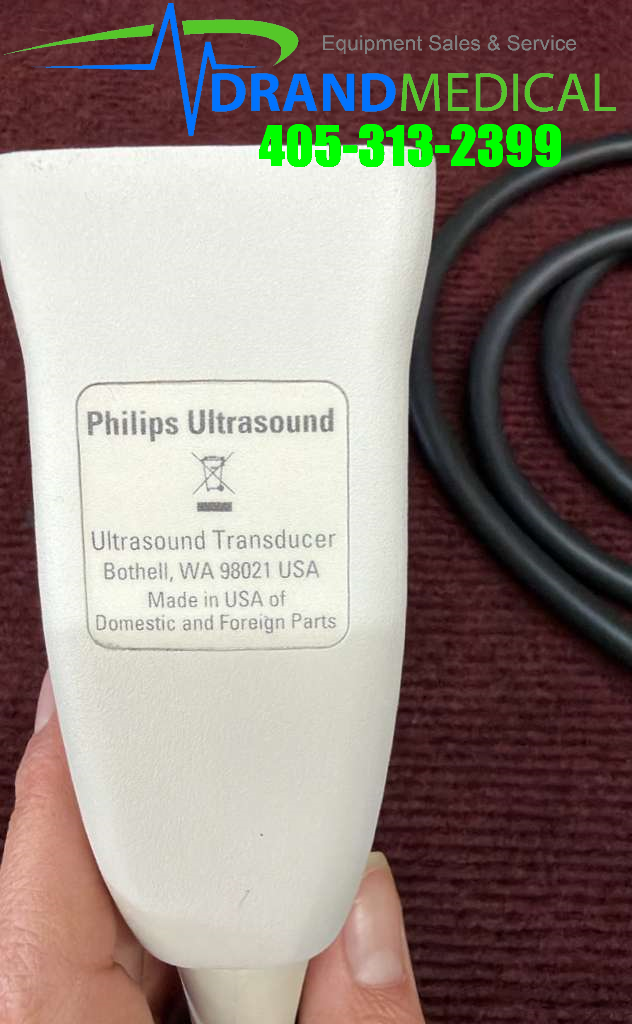 Equipment Sales & Service
DRANDMEDICAL
405-313-2399
Philips Ultrasound
Ultrasound Transducer
Bothell, WA 98021 USA
Made in USA of
Domestic and Foreign Parts